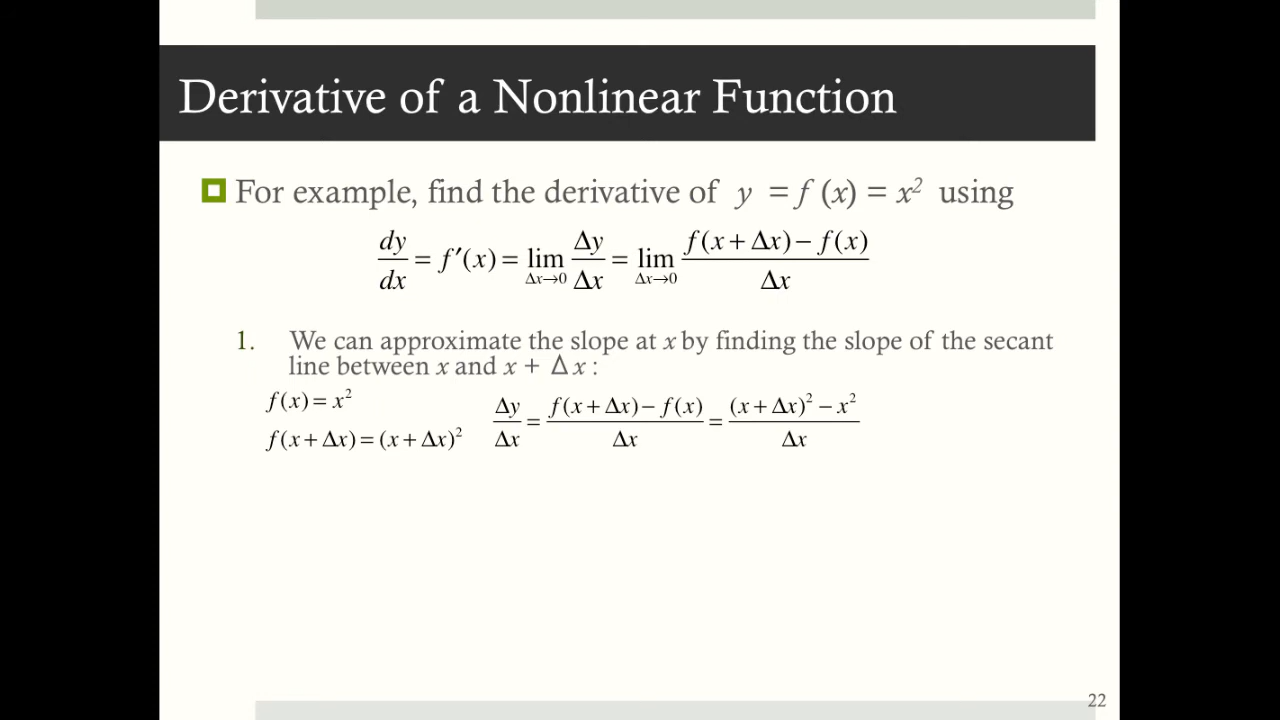 Derivative of a Nonlinear Function
For example, find the derivative of y = f (x) = x² using
dy/dx = f′(x) = lim Δx→0 Δy/Δx = lim Δx→0 (f(x + Δx) − f(x))/Δx
1. We can approximate the slope at x by finding the slope of the secant
line between x and x + Δx :
f(x) = x²
f(x + Δx) = (x + Δx)²
Δy/Δx = (f(x + Δx) − f(x))/Δx = ((x + Δx)² − x²)/Δx
22